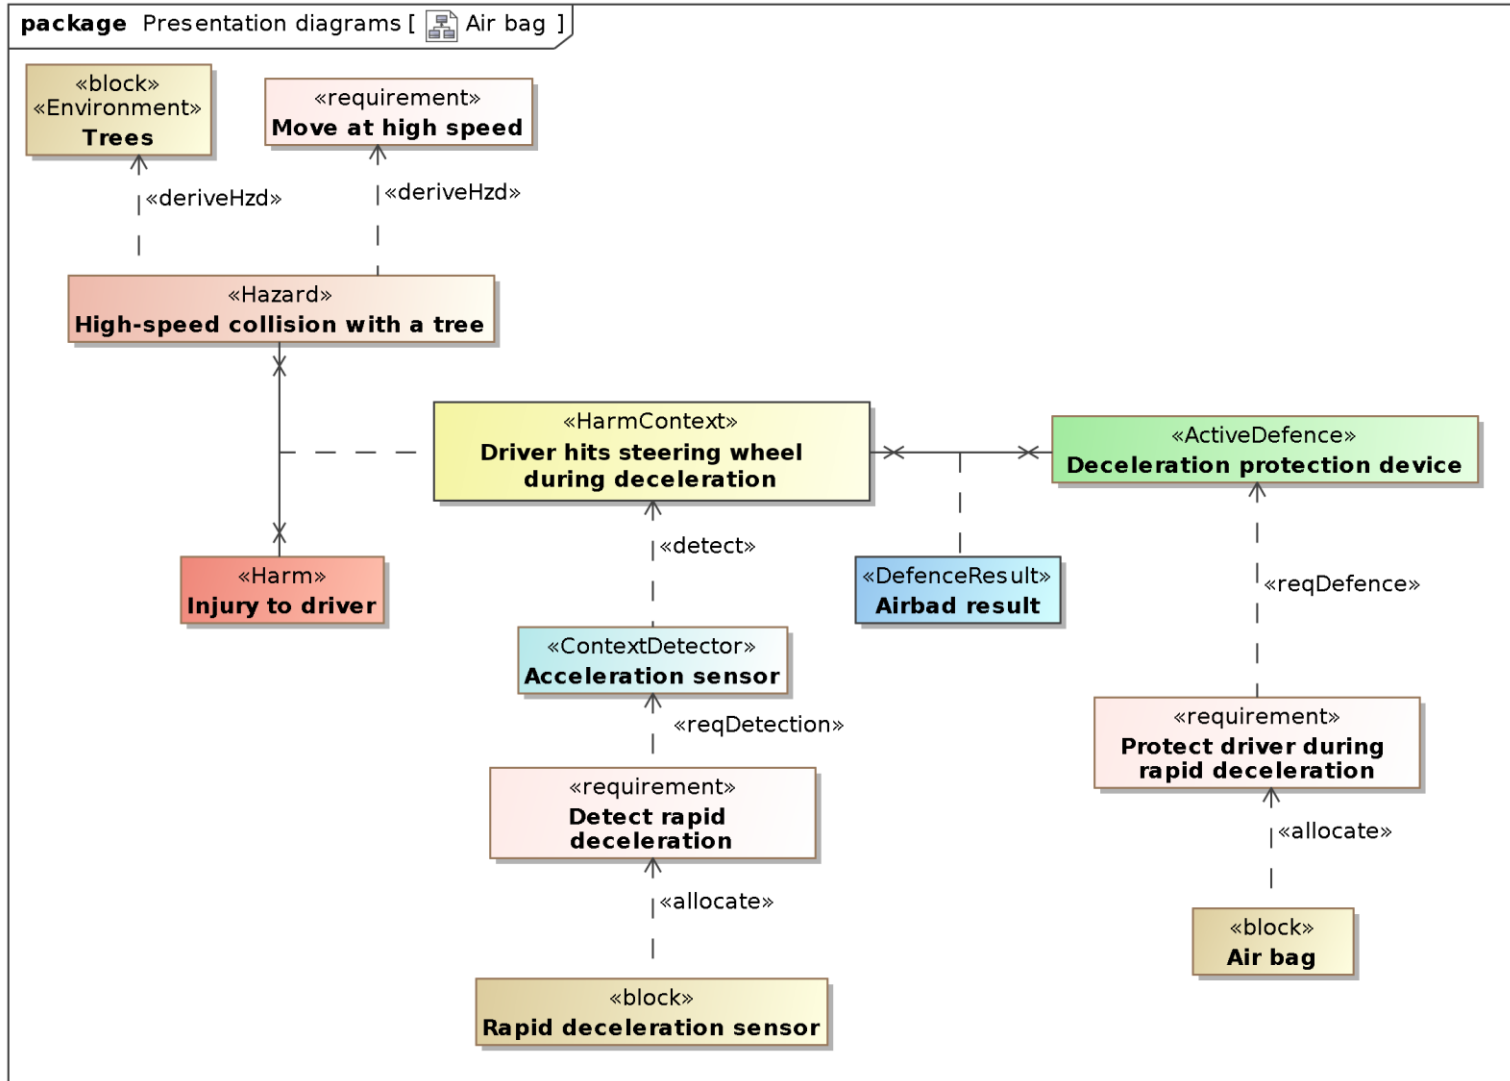 package Presentation diagrams [ Air bag ]
«block»
«Environment»
Trees
«requirement»
Move at high speed
«deriveHzd»
«deriveHzd»
«Hazard»
High-speed collision with a tree
«HarmContext»
Driver hits steering wheel
during deceleration
«ActiveDefence»
Deceleration protection device
«detect»
«Harm»
Injury to driver
«DefenceResult»
Airbad result
«reqDefence»
«ContextDetector»
Acceleration sensor
«reqDetection»
«requirement»
Protect driver during
rapid deceleration
«requirement»
Detect rapid
deceleration
«allocate»
«allocate»
«block»
Air bag
«block»
Rapid deceleration sensor